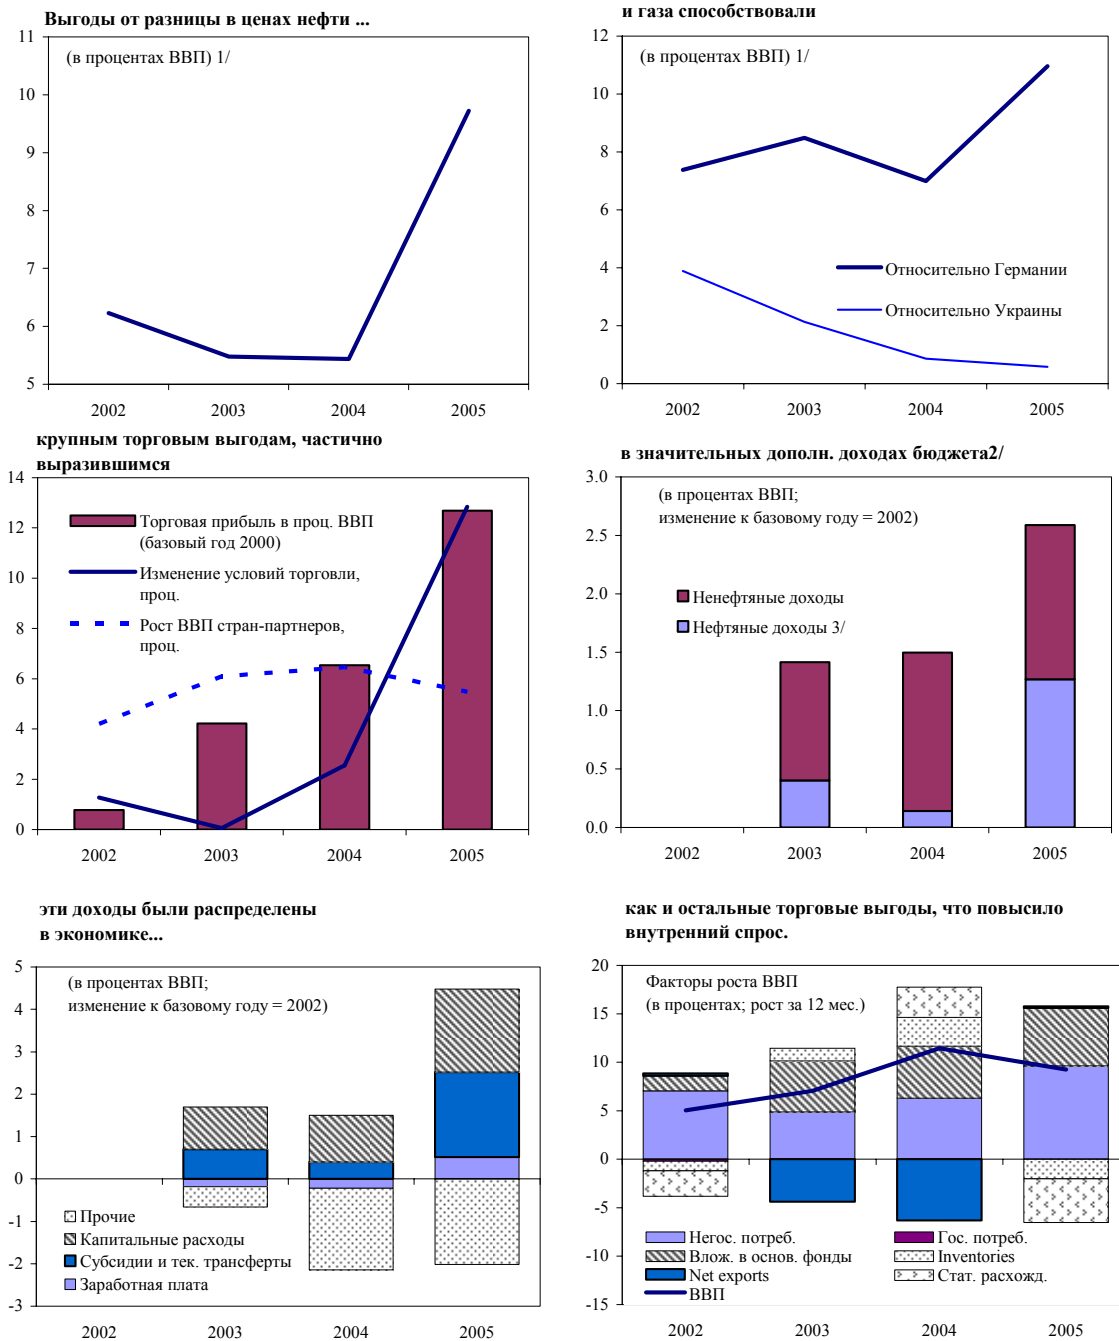 Выгоды от разницы в ценах нефти ...
(в процентах ВВП) 1/
11
10
9
8
7
6
5
2002
2003
2004
2005
и газа способствовали
(в процентах ВВП) 1/
12
10
8
6
4
2
0
Относительно Германии
Относительно Украины
2002
2003
2004
2005
крупным торговым выгодам, частично
выразившимся
14
12
10
8
6
4
2
0
Торговая прибыль в проц. ВВП
(базовый год 2000)
Изменение условий торговли,
проц.
Рост ВВП стран-партнеров,
проц.
2002
2003
2004
2005
в значительных дополн. доходах бюджета2/
(в процентах ВВП;
изменение к базовому году = 2002)
3.0
2.5
2.0
1.5
1.0
0.5
0.0
Ненефтяные доходы
Нефтяные доходы 3/
2002
2003
2004
2005
эти доходы были распределены
в экономике...
(в процентах ВВП;
изменение к базовому году = 2002)
5
4
3
2
1
0
-1
-2
-3
Прочие
Капитальные расходы
Субсидии и тек. трансферты
Заработная плата
2002
2003
2004
2005
как и остальные торговые выгоды, что повысило
внутренний спрос.
Факторы роста ВВП
(в процентах; рост за 12 мес.)
20
15
10
5
0
-5
-10
-15
Негос. потреб.
Гос. потреб.
Влож. в основ. фонды
Inventories
Net exports
Стат. расхожд.
ВВП
2002
2003
2004
2005